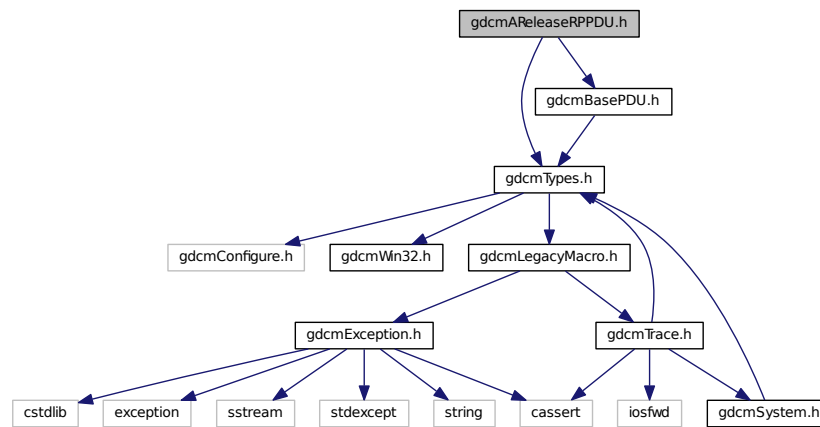 gdcmAReleaseRPPDU.h
gdcmBasePDU.h
gdcmTypes.h
gdcmConfigure.h
gdcmWin32.h
gdcmLegacyMacro.h
gdcmException.h
gdcmTrace.h
cstdlib
exception
sstream
stdexcept
string
cassert
iosfwd
gdcmSystem.h